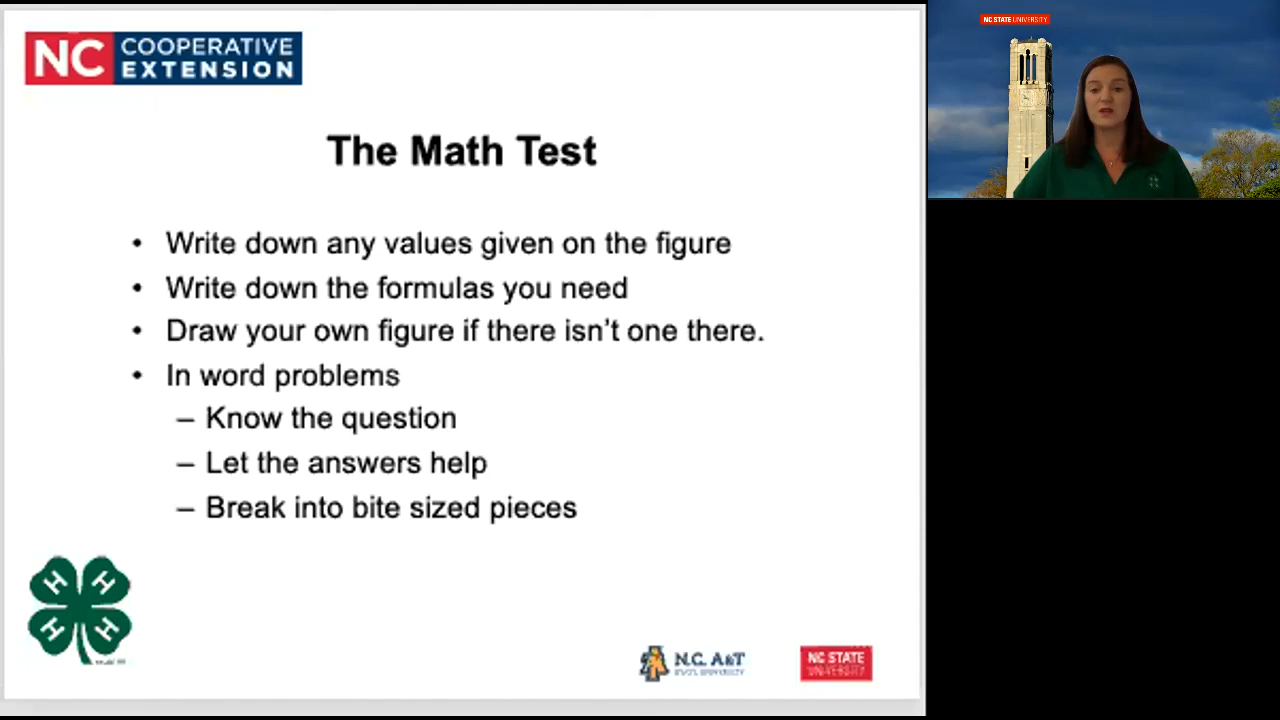 NC COOPERATIVE
EXTENSION
NC STATE UNIVERSITY
The Math Test
• Write down any values given on the figure
• Write down the formulas you need
• Draw your own figure if there isn't one there.
• In word problems
– Know the question
– Let the answers help
– Break into bite sized pieces
H H
H H
N.C. A&T
STATE UNIVERSITY
NC STATE
UNIVERSITY